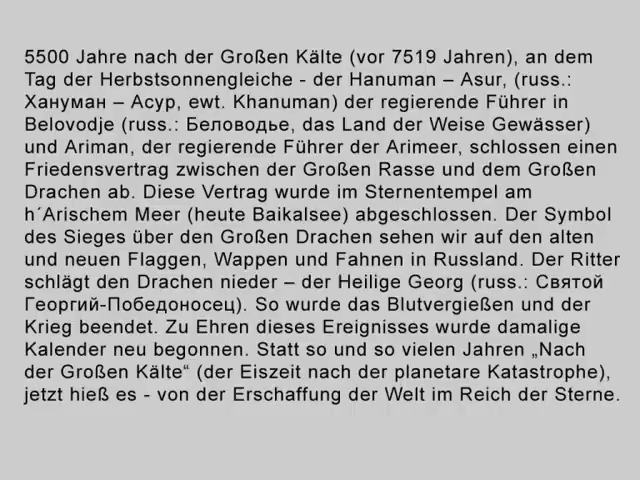 5500 Jahre nach der Großen Kälte (vor 7519 Jahren), an dem
Tag der Herbstsonnengleiche - der Hanuman – Asur, (russ.:
Хануман – Асур, ewt. Khanuman) der regierende Führer in
Belovodje (russ.: Беловодье, das Land der Weise Gewässer)
und Ariman, der regierende Führer der Arimeer, schlossen einen
Friedensvertrag zwischen der Großen Rasse und dem Großen
Drachen ab. Diese Vertrag wurde im Sternentempel am
h´Arischem Meer (heute Baikalsee) abgeschlossen. Der Symbol
des Sieges über den Großen Drachen sehen wir auf den alten
und neuen Flaggen, Wappen und Fahnen in Russland. Der Ritter
schlägt den Drachen nieder – der Heilige Georg (russ.: Святой
Георгий-Победоносец). So wurde das Blutvergießen und der
Krieg beendet. Zu Ehren dieses Ereignisses wurde damalige
Kalender neu begonnen. Statt so und so vielen Jahren „Nach
der Großen Kälte“ (der Eiszeit nach der planetare Katastrophe),
jetzt hieß es - von der Erschaffung der Welt im Reich der Sterne.